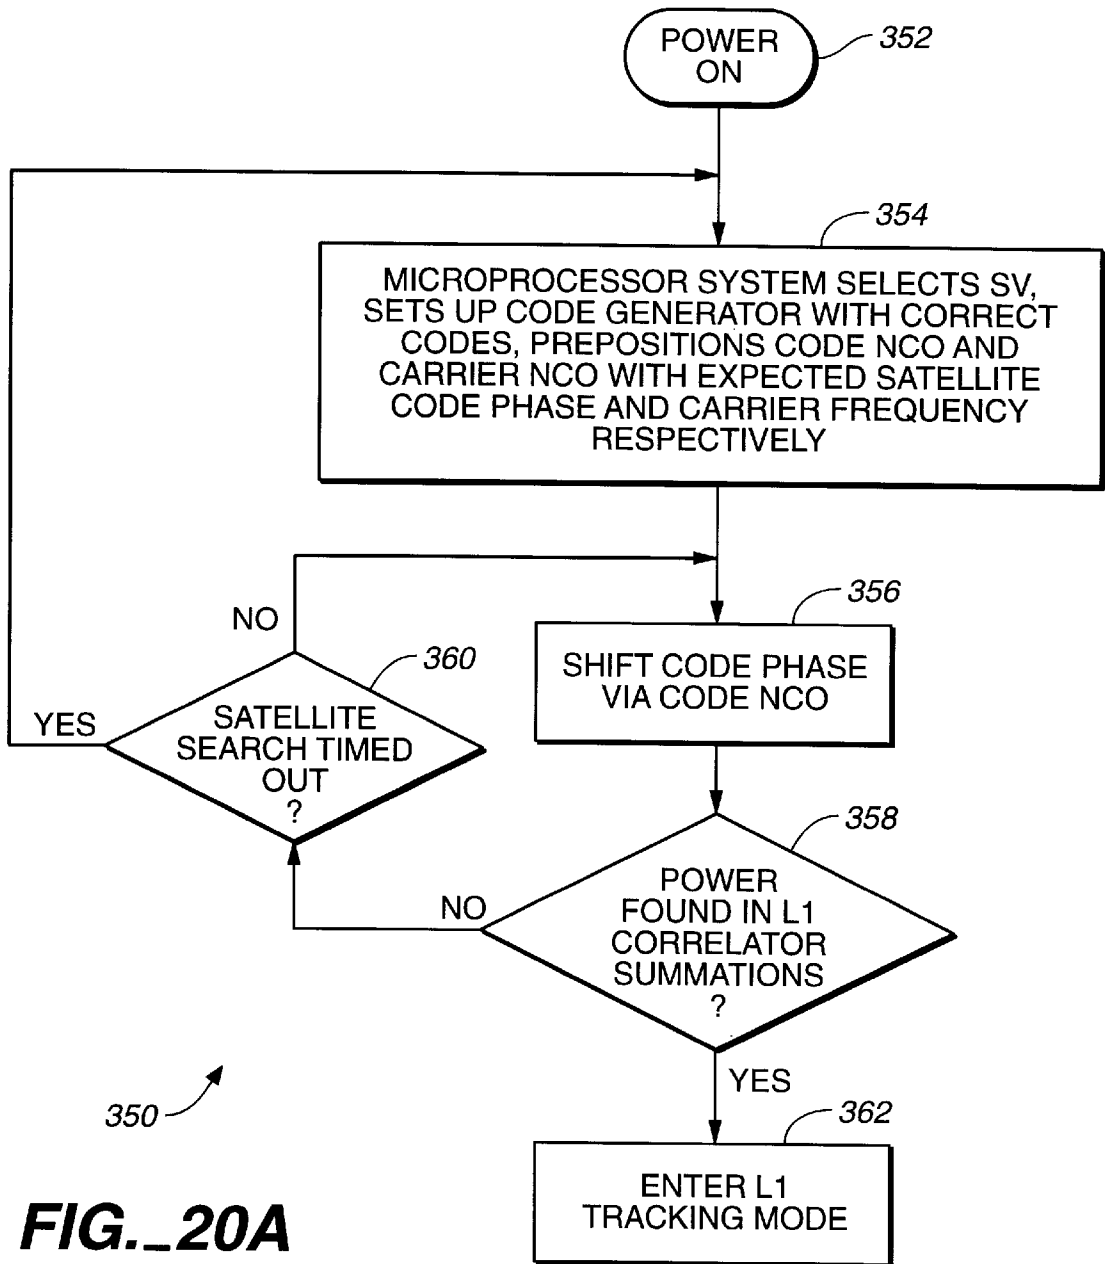 POWER
ON
352
354
MICROPROCESSOR SYSTEM SELECTS SV,
SETS UP CODE GENERATOR WITH CORRECT
CODES, PREPOSITIONS CODE NCO AND
CARRIER NCO WITH EXPECTED SATELLITE
CODE PHASE AND CARRIER FREQUENCY
RESPECTIVELY
356
NO
SHIFT CODE PHASE
VIA CODE NCO
360
YES
SATELLITE
SEARCH TIMED
OUT
?
358
NO
POWER
FOUND IN L1
CORRELATOR
SUMMATIONS
?
YES
350
362
ENTER L1
TRACKING MODE
FIG._20A